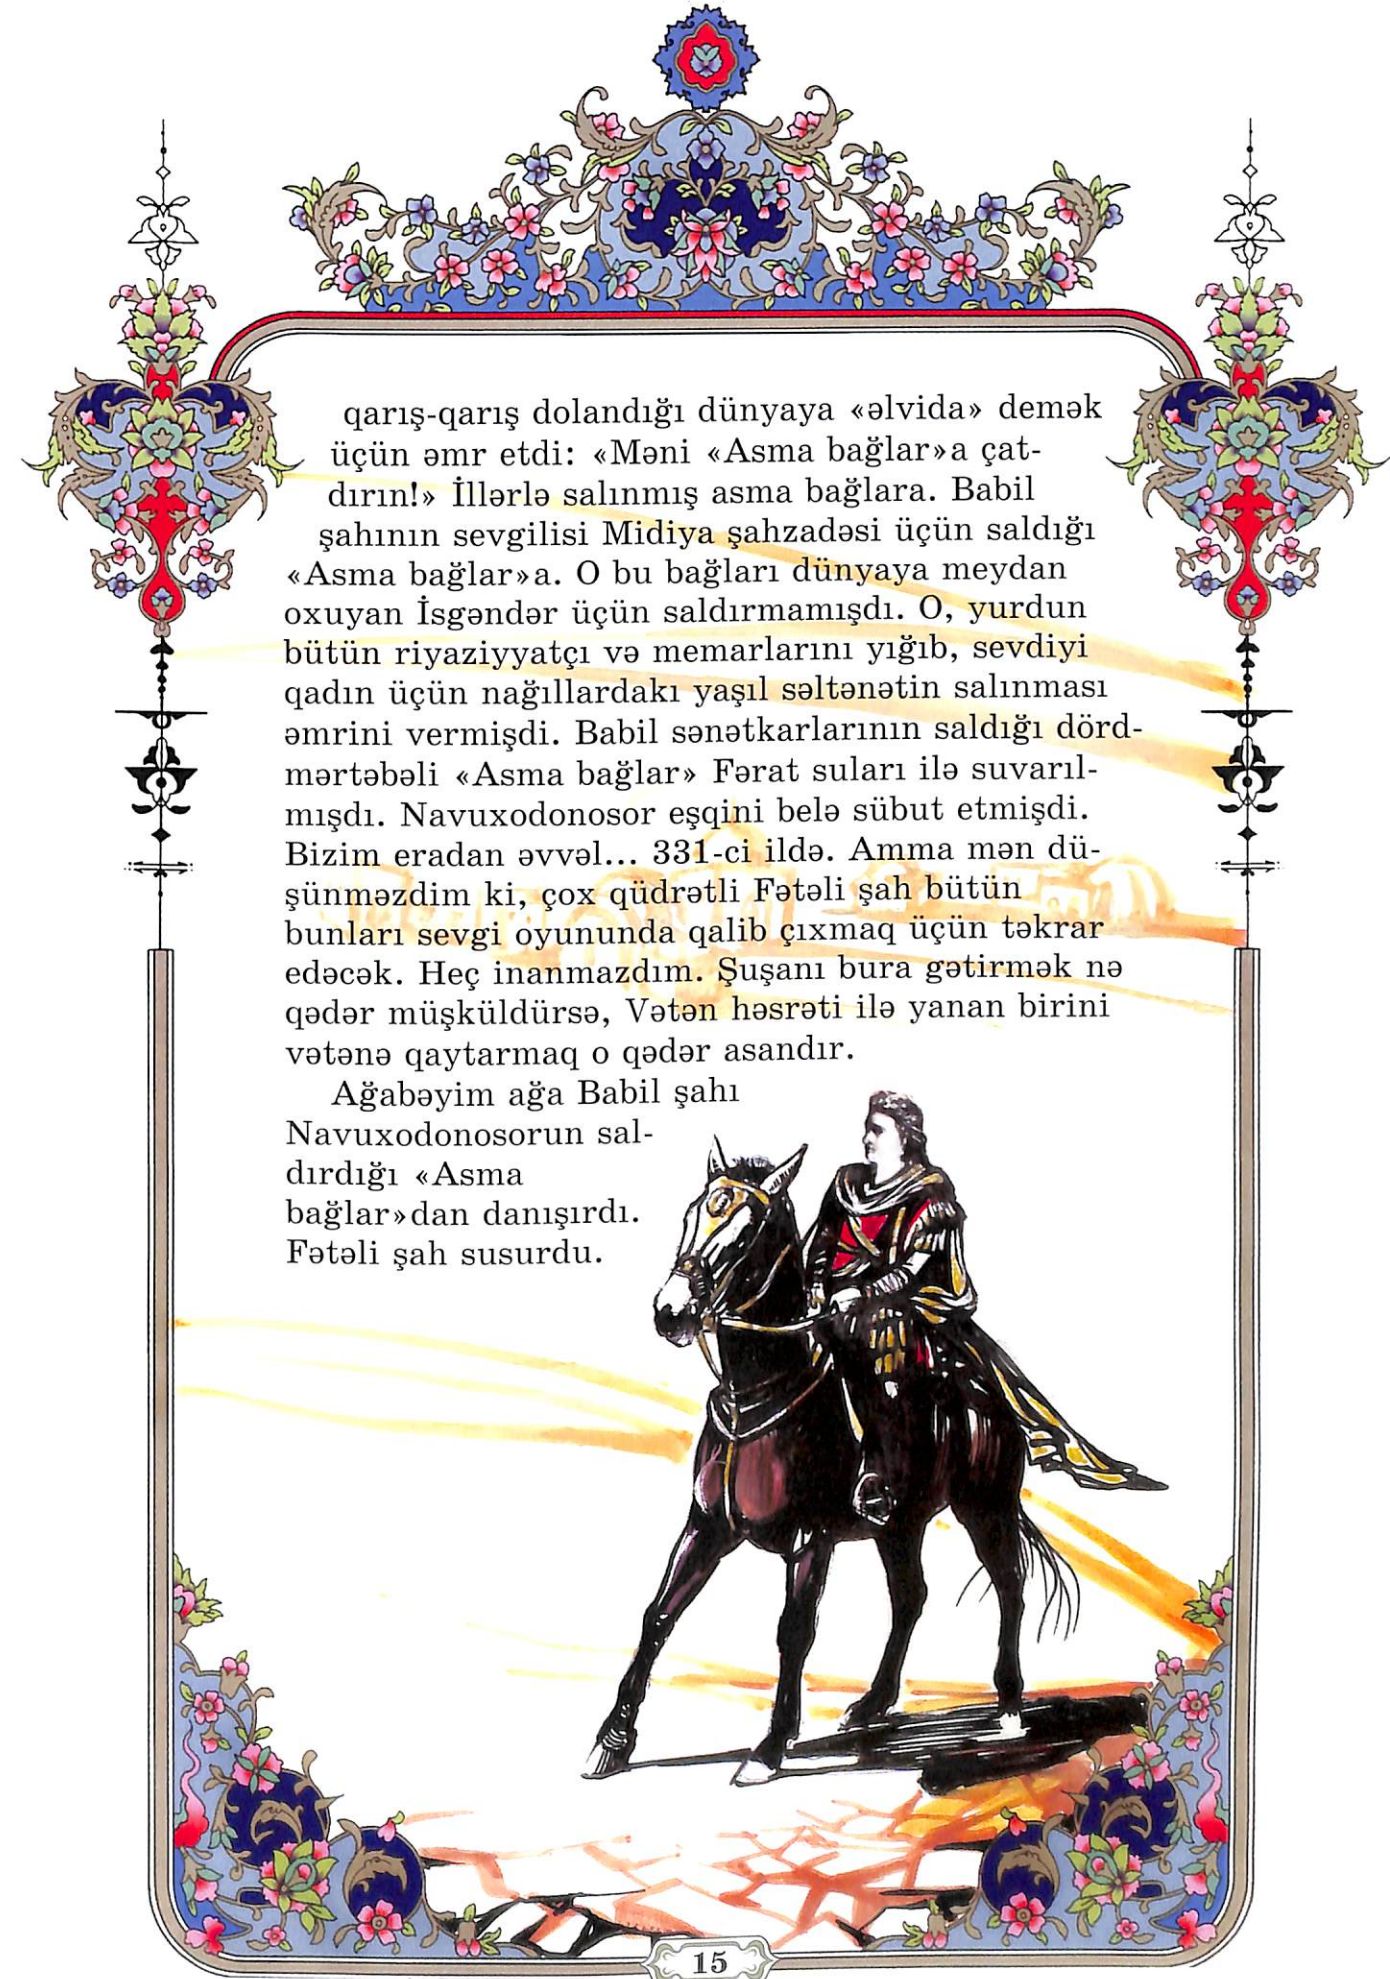 qarış-qarış dolandığı dünyaya «əlvida» demək
üçün əmr etdi: «Məni «Asma bağlar»a çat-
dırın!» İllərlə salınmış asma bağlara. Babil
şahının sevgilisi Midiya şahzadəsi üçün saldığı
«Asma bağlar»a. O bu bağları dünyaya meydan
oxuyan İsgəndər üçün saldırmamışdı. O, yurdun
bütün riyaziyyatçı və memarlarını yığıb, sevdiyi
qadın üçün nağıllardakı yaşıl səltənətin salınması
əmrini vermişdi. Babil sənətkarlarının saldığı dörd-
mərtəbəli «Asma bağlar» Fərat suları ilə suvarıl-
mışdı. Navuxodonosor eşqini belə sübut etmişdi.
Bizim eradan əvvəl... 331-ci ildə. Amma mən dü-
şünməzdim ki, çox qüdrətli Fətəli şah bütün
bunları sevgi oyununda qalib çıxmaq üçün təkrar
edəcək. Heç inanmazdım. Şuşanı bura gətirmək nə
qədər müşküldürsə, Vətən həsrəti ilə yanan birini
vətənə qaytarmaq o qədər asandır.
Ağabəyim ağa Babil şahı
Navuxodonosorun sal-
dırdığı «Asma
bağlar»dan danışırdı.
Fətəli şah susurdu.
15